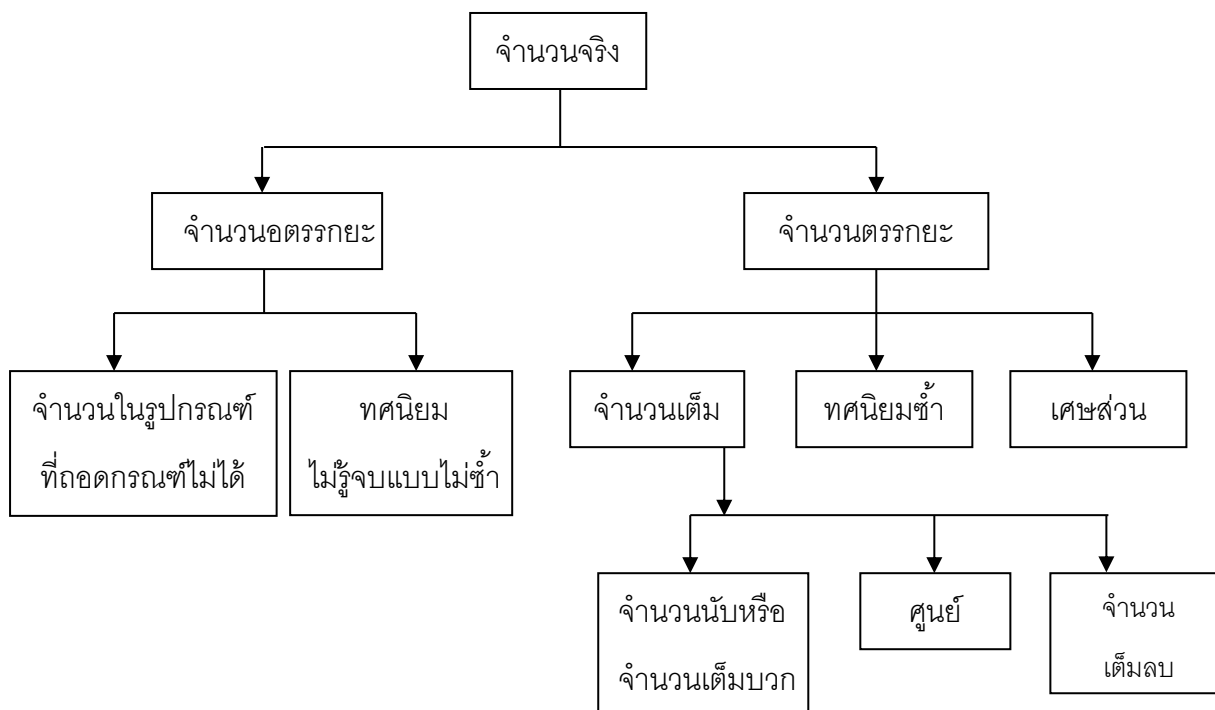 จำนวนจริง
จำนวนอตรรกยะ
จำนวนตรรกยะ
จำนวนในรูปกรณฑ์
ที่ถอดกรณฑ์ไม่ได้
ทศนิยม
ไม่รู้จบแบบไม่ซ้ำ
จำนวนเต็ม
ทศนิยมซ้ำ
เศษส่วน
จำนวนนับหรือ
จำนวนเต็มบวก
ศูนย์
จำนวน
เต็มลบ